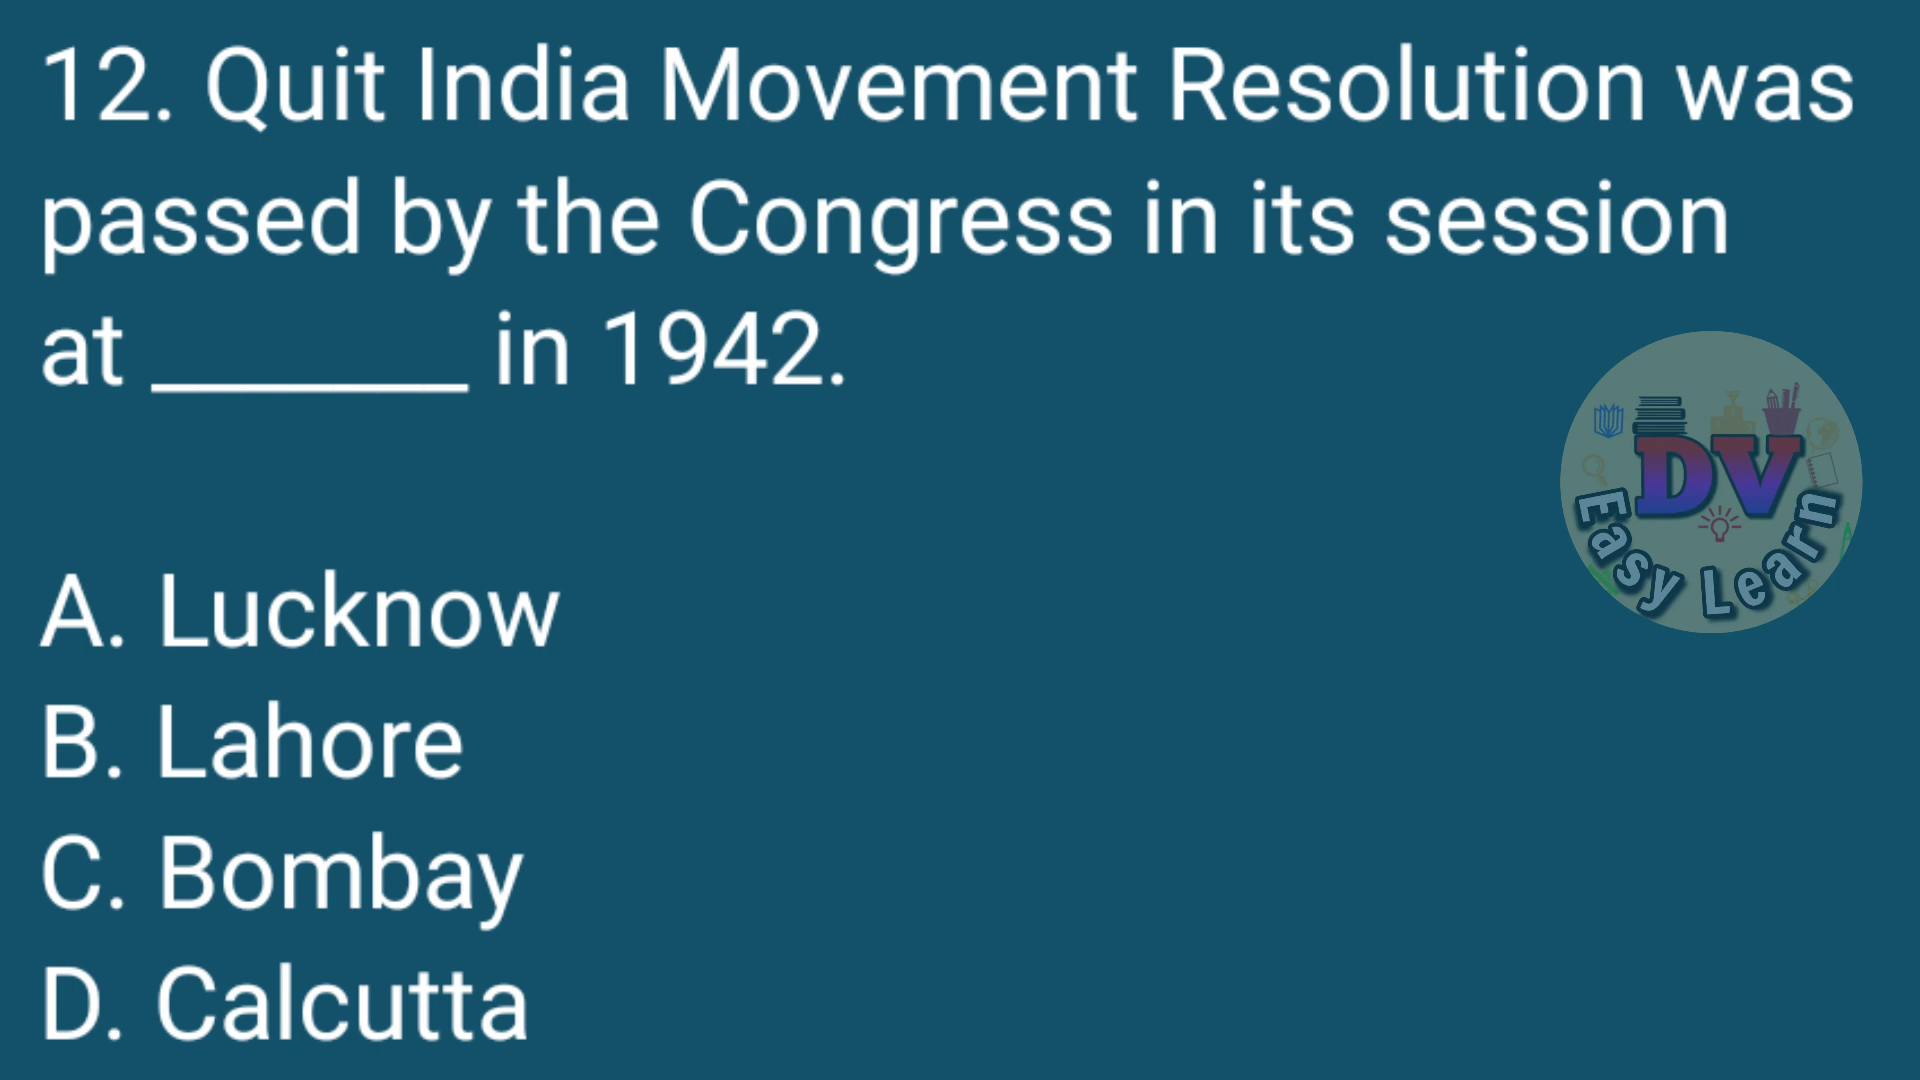 12. Quit India Movement Resolution was
passed by the Congress in its session
at ______ in 1942.
A. Lucknow
B. Lahore
C. Bombay
D. Calcutta
DV
Easy Learn